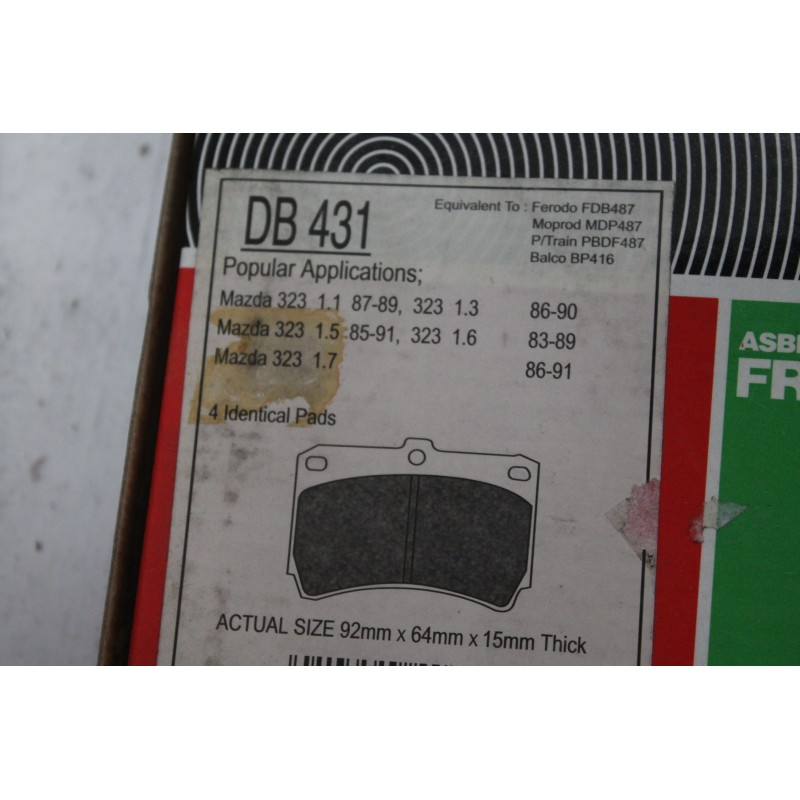 DB 431
Equivalent To : Ferodo FDB487
Moprod MDP487
P/Train PBDF487
Balco BP416
Popular Applications;
Mazda 323 1.1 87-89, 323 1.3 86-90
Mazda 323 1.5 85-91, 323 1.6 83-89
Mazda 323 1.7 86-91
4 Identical Pads
ACTUAL SIZE 92mm x 64mm x 15mm Thick